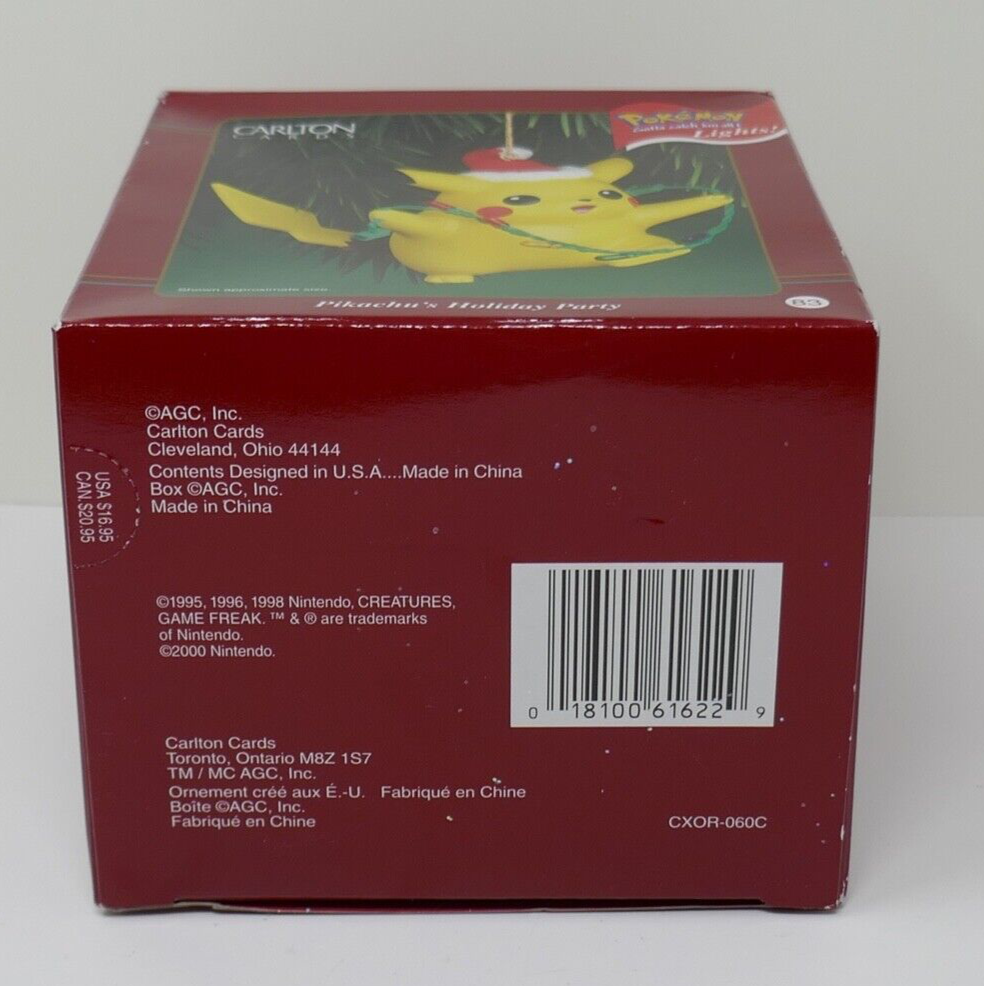 CARLTON
CARDS
POKéMON
Gotta catch 'em all!
Lights!
Shown approximate size.
Pikachu's Holiday Party
83
©AGC, Inc.
Carlton Cards
Cleveland, Ohio 44144
Contents Designed in U.S.A....Made in China
Box ©AGC, Inc.
Made in China
USA $16.95
CAN. $20.95
©1995, 1996, 1998 Nintendo, CREATURES,
GAME FREAK. ™ & ® are trademarks
of Nintendo.
©2000 Nintendo.
0 18100 61622 9
Carlton Cards
Toronto, Ontario M8Z 1S7
TM / MC AGC, Inc.
Ornement créé aux É.-U. Fabriqué en Chine
Boîte ©AGC, Inc.
Fabriqué en Chine
CXOR-060C